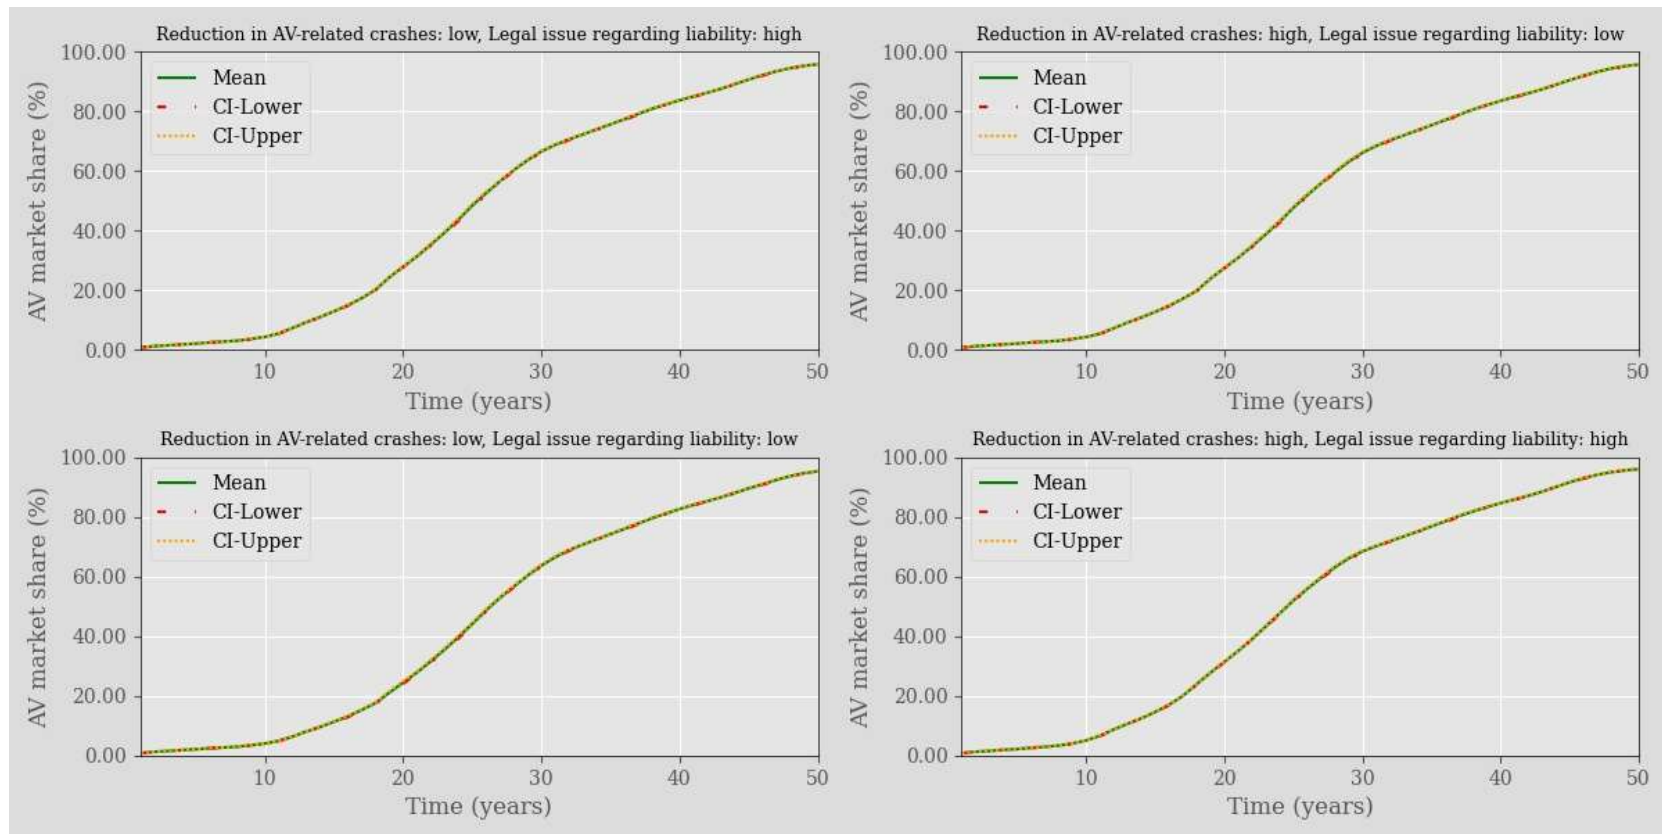 Reduction in AV-related crashes: low, Legal issue regarding liability: high
100.00
80.00
60.00
40.00
20.00
0.00
AV market share (%)
Mean
CI-Lower
CI-Upper
10 20 30 40 50
Time (years)
Reduction in AV-related crashes: high, Legal issue regarding liability: low
100.00
80.00
60.00
40.00
20.00
0.00
AV market share (%)
Mean
CI-Lower
CI-Upper
10 20 30 40 50
Time (years)
Reduction in AV-related crashes: low, Legal issue regarding liability: low
100.00
80.00
60.00
40.00
20.00
0.00
AV market share (%)
Mean
CI-Lower
CI-Upper
10 20 30 40 50
Time (years)
Reduction in AV-related crashes: high, Legal issue regarding liability: high
100.00
80.00
60.00
40.00
20.00
0.00
AV market share (%)
Mean
CI-Lower
CI-Upper
10 20 30 40 50
Time (years)